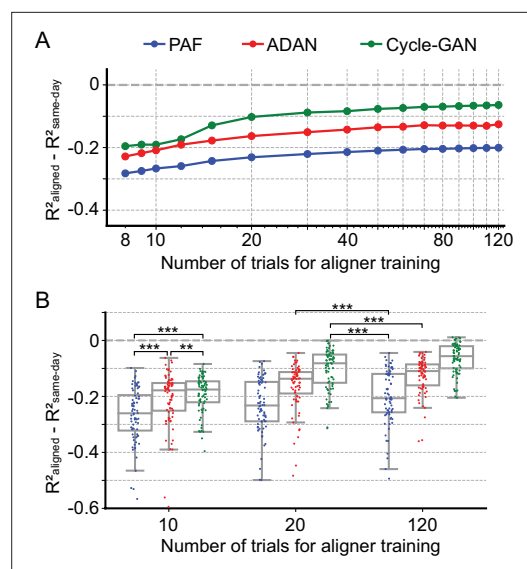 A
PAF ADAN Cycle-GAN
R²aligned - R²same-day
0
-0.2
-0.4
8 10 20 40 80 120
Number of trials for aligner training
B
R²aligned - R²same-day
0
-0.2
-0.4
-0.6
***
***
***
***
***
***
**
10 20 120
Number of trials for aligner training